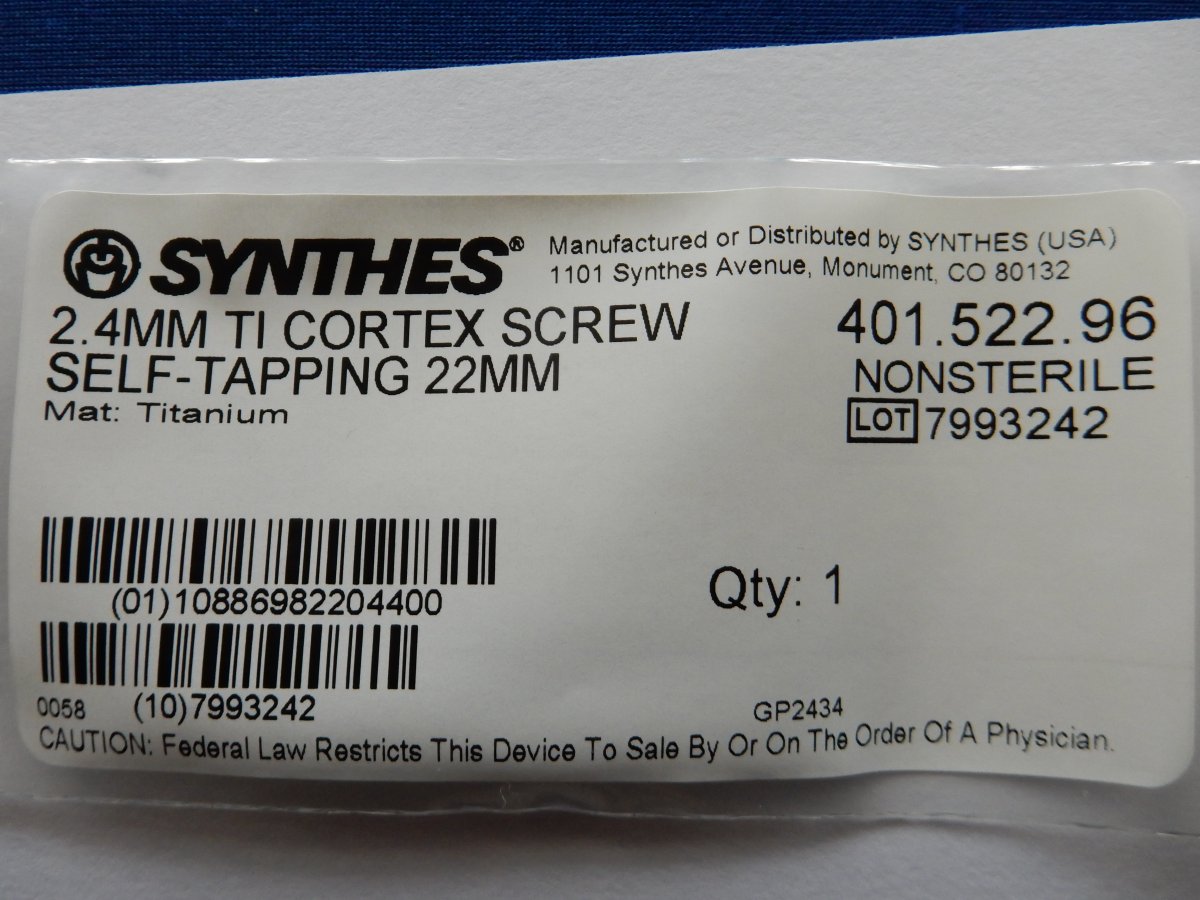 SYNTHES® Manufactured or Distributed by SYNTHES (USA)
1101 Synthes Avenue, Monument, CO 80132
2.4MM TI CORTEX SCREW 401.522.96
SELF-TAPPING 22MM NONSTERILE
Mat: Titanium LOT 7993242
(01)10886982204400 Qty: 1
0058 (10)7993242 GP2434
CAUTION: Federal Law Restricts This Device To Sale By Or On The Order Of A Physician.